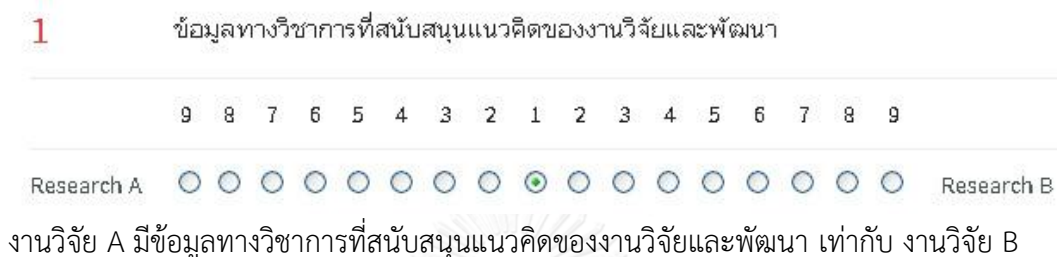 1 ข้อมูลทางวิชาการที่สนับสนุนแนวคิดของงานวิจัยและพัฒนา
9 8 7 6 5 4 3 2 1 2 3 4 5 6 7 8 9
Research A Research B
งานวิจัย A มีข้อมูลทางวิชาการที่สนับสนุนแนวคิดของงานวิจัยและพัฒนา เท่ากับ งานวิจัย B